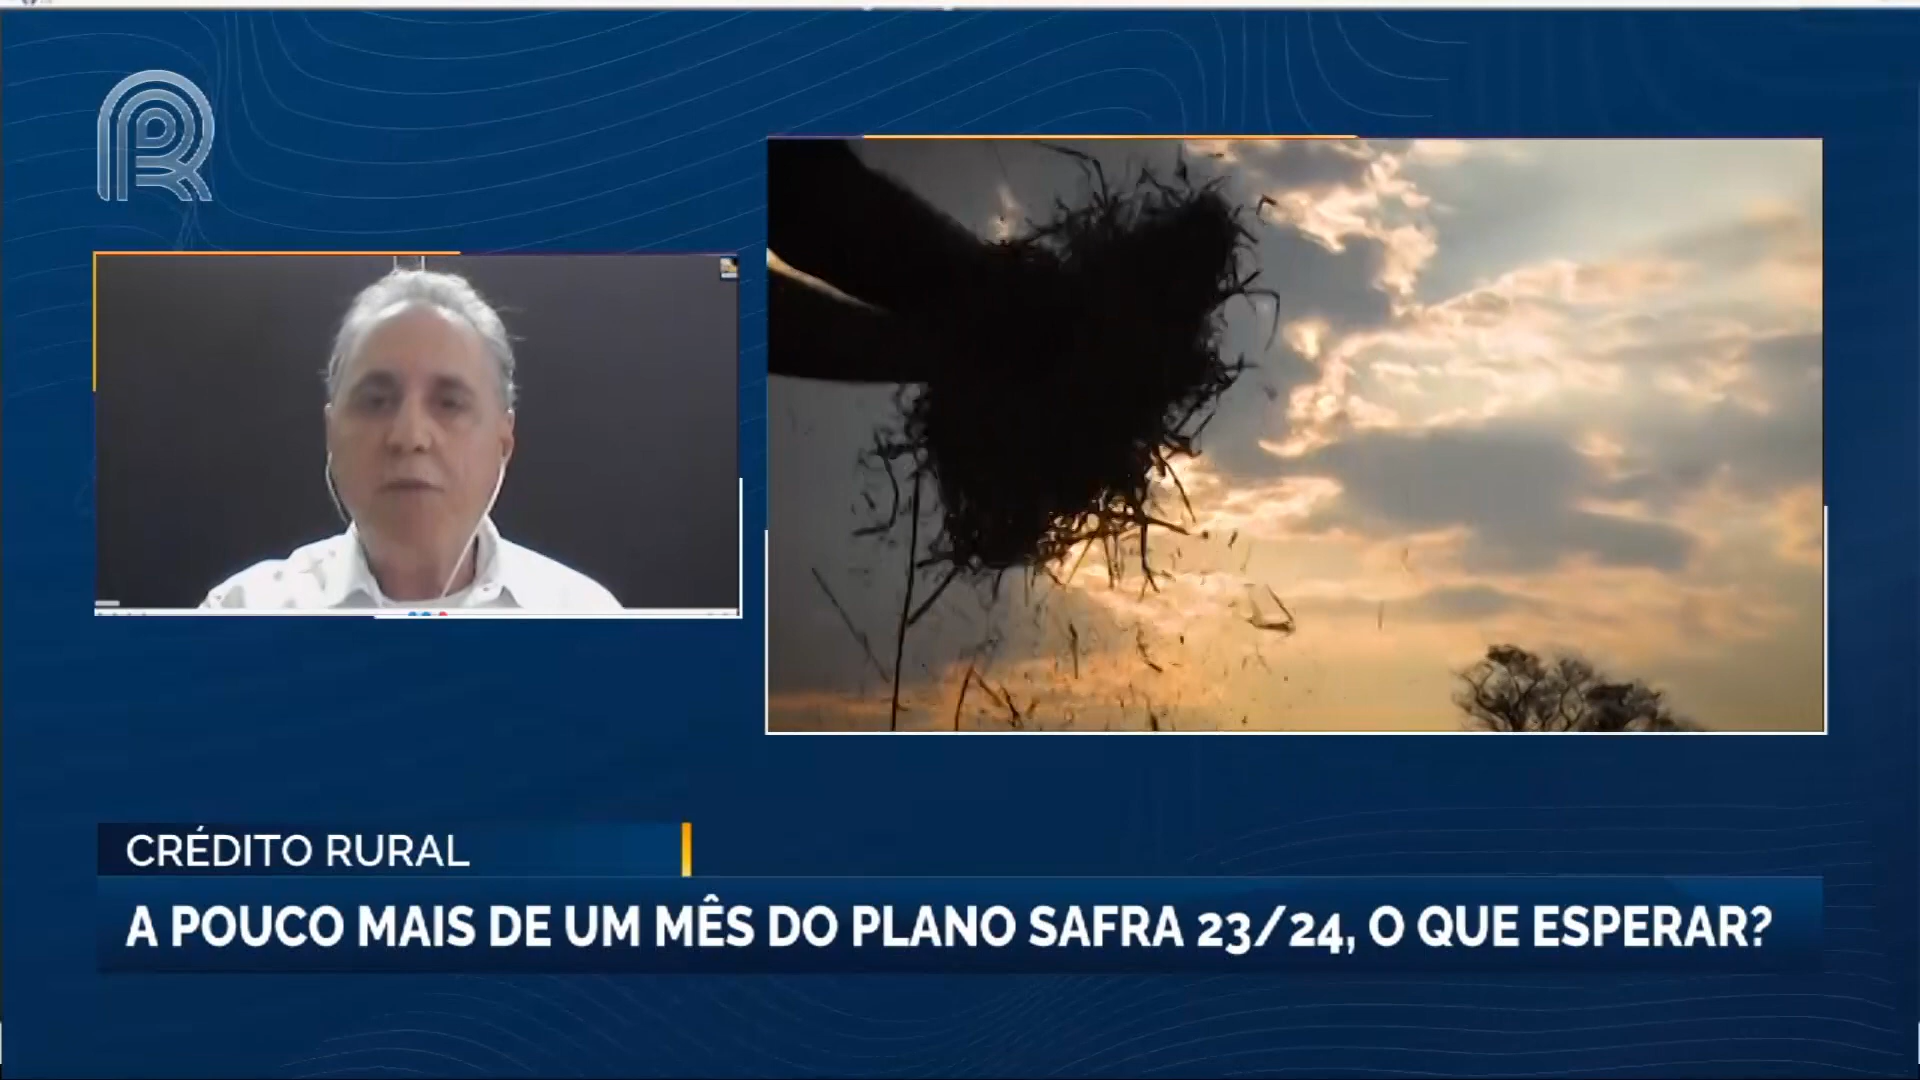 CRÉDITO RURAL
A POUCO MAIS DE UM MÊS DO PLANO SAFRA 23/24, O QUE ESPERAR?